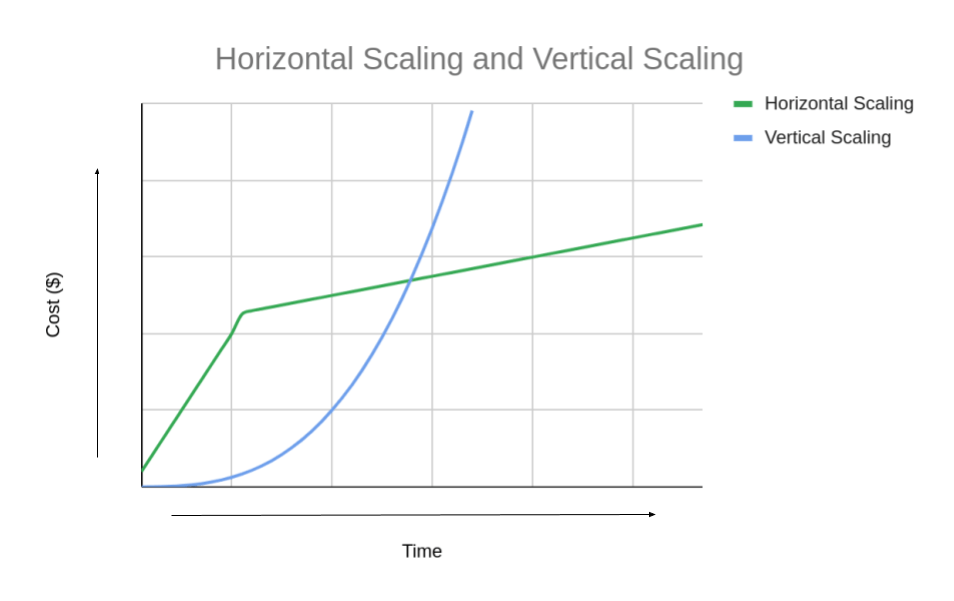 Horizontal Scaling and Vertical Scaling
Horizontal Scaling
Vertical Scaling
Cost ($)
Time